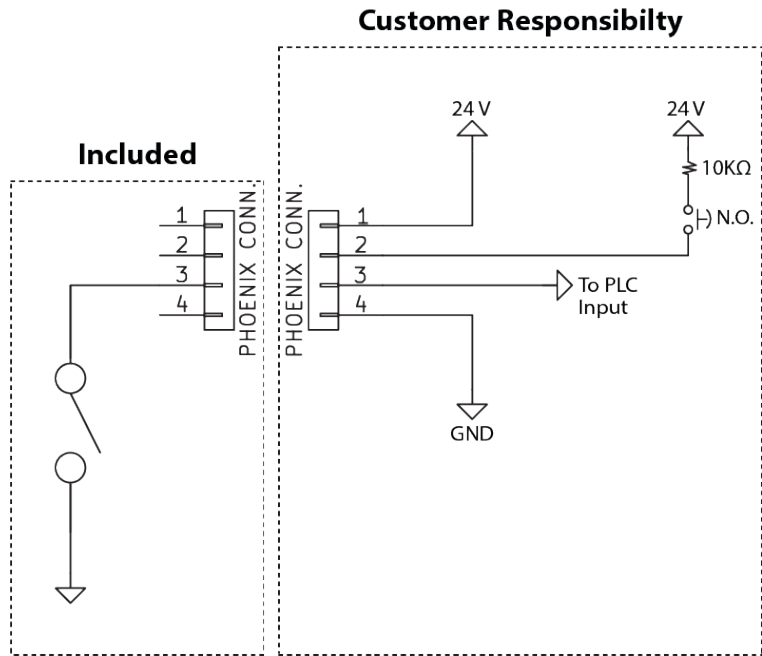 Customer Responsibilty
Included
24 V
24 V
10KΩ
N.O.
1
2
3
4
PHOENIX CONN.
PHOENIX CONN.
1
2
3
4
To PLC
Input
GND